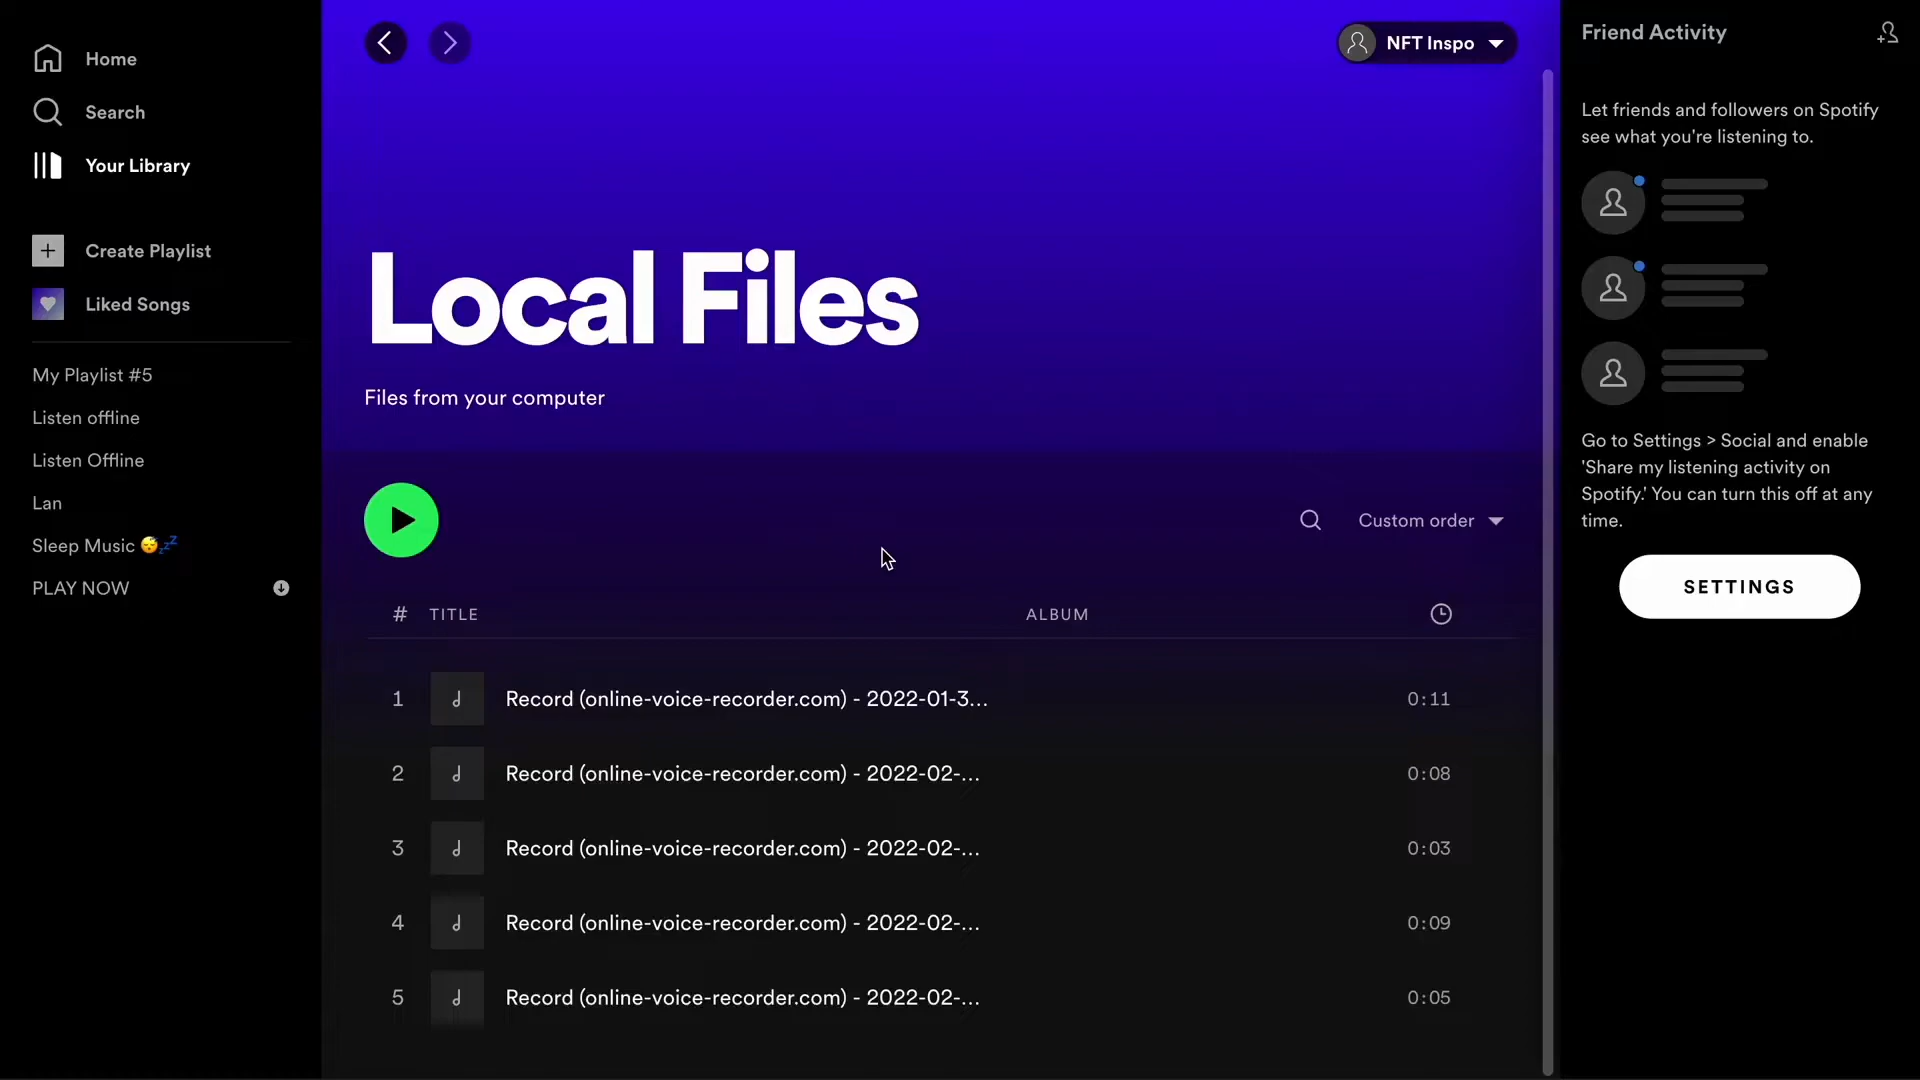 Home
Search
Your Library
Create Playlist
Liked Songs
My Playlist #5
Listen offline
Listen Offline
Lan
Sleep Music 😴💤
PLAY NOW
NFT Inspo
Local Files
Files from your computer
Custom order
# TITLE ALBUM
1 Record (online-voice-recorder.com) - 2022-01-3... 0:11
2 Record (online-voice-recorder.com) - 2022-02-... 0:08
3 Record (online-voice-recorder.com) - 2022-02-... 0:03
4 Record (online-voice-recorder.com) - 2022-02-... 0:09
5 Record (online-voice-recorder.com) - 2022-02-... 0:05
Friend Activity
Let friends and followers on Spotify
see what you're listening to.
Go to Settings > Social and enable
'Share my listening activity on
Spotify.' You can turn this off at any
time.
SETTINGS